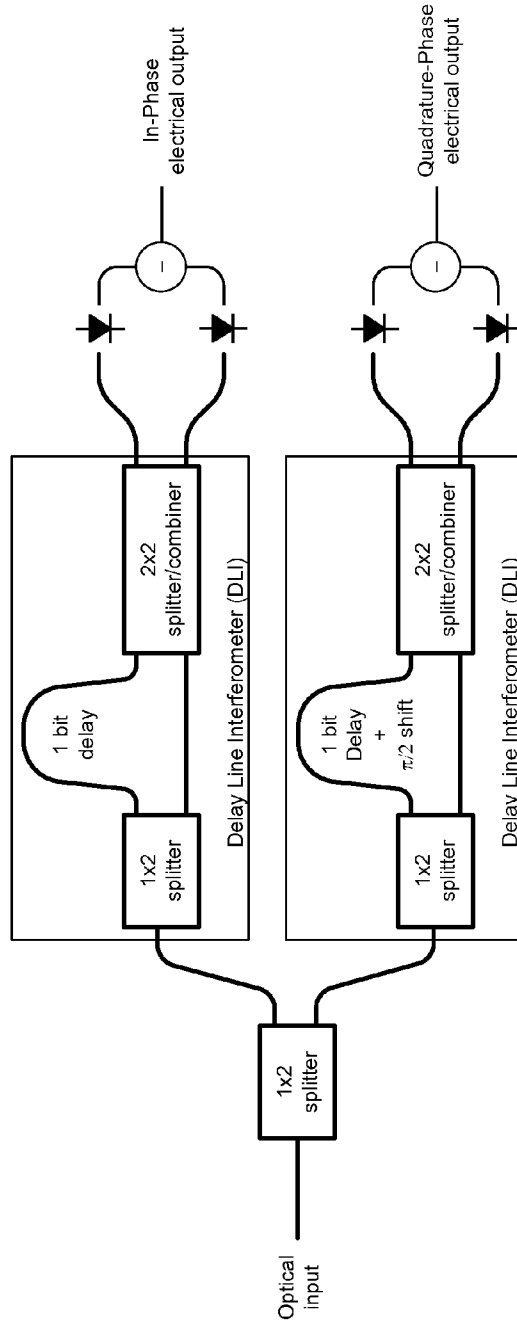 Optical
input
1x2
splitter
1x2
splitter
1 bit
delay
2x2
splitter/combiner
Delay Line Interferometer (DLI)
In-Phase
electrical output
−
1x2
splitter
1 bit
Delay
+
π/2 shift
2x2
splitter/combiner
Delay Line Interferometer (DLI)
Quadrature-Phase
electrical output
−